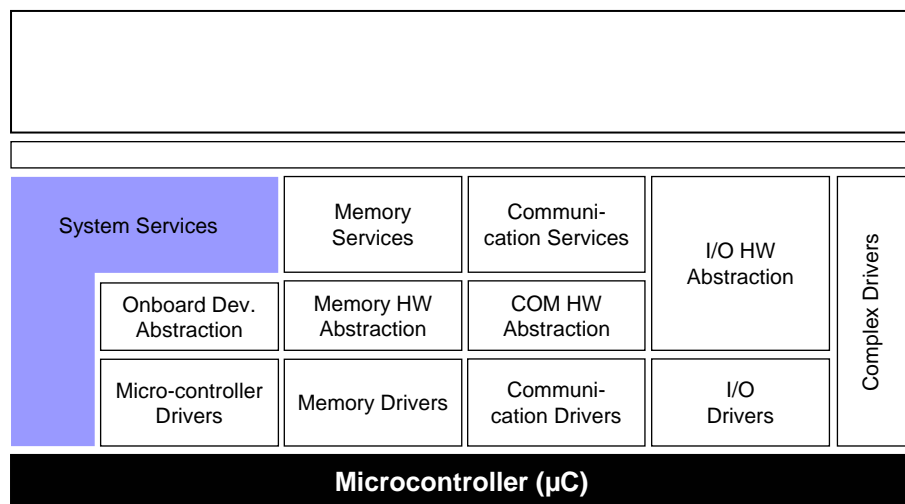 System Services
Memory
Services
Communi-
cation Services
I/O HW
Abstraction
Complex Drivers
Onboard Dev.
Abstraction
Memory HW
Abstraction
COM HW
Abstraction
Micro-controller
Drivers
Memory Drivers
Communi-
cation Drivers
I/O
Drivers
Microcontroller (µC)